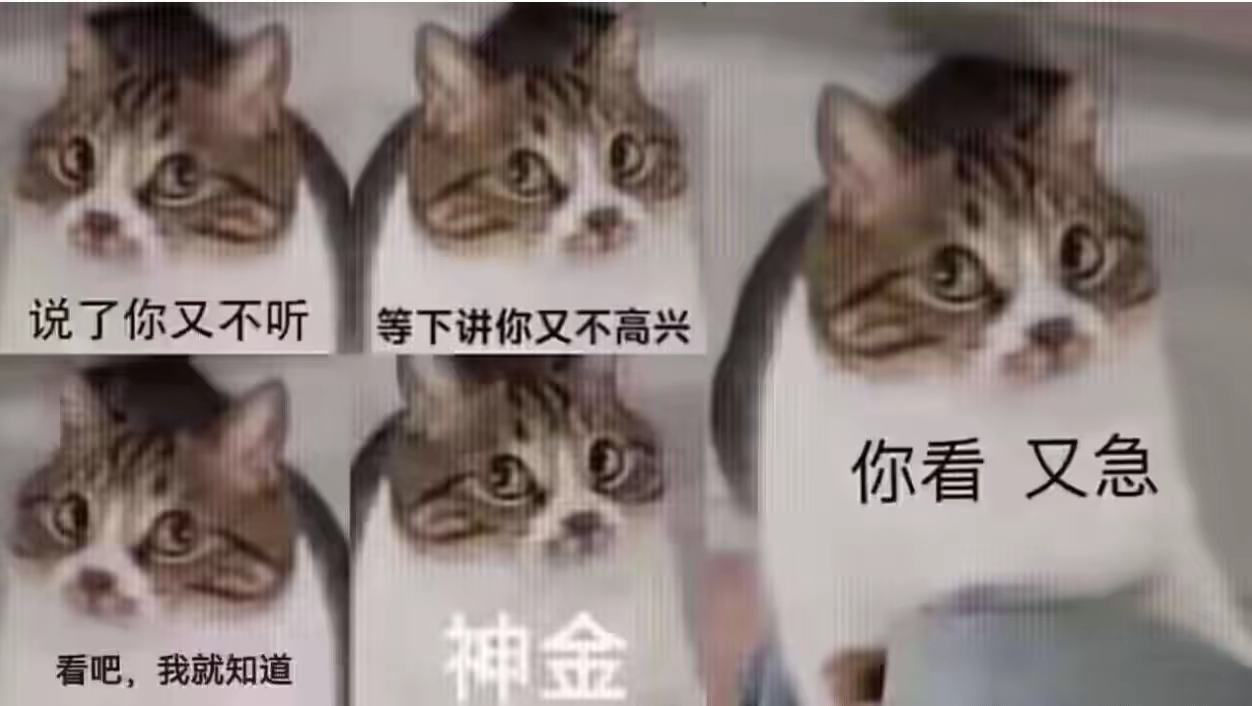 说了你又不听
等下讲你又不高兴
你看 又急
看吧，我就知道
神金